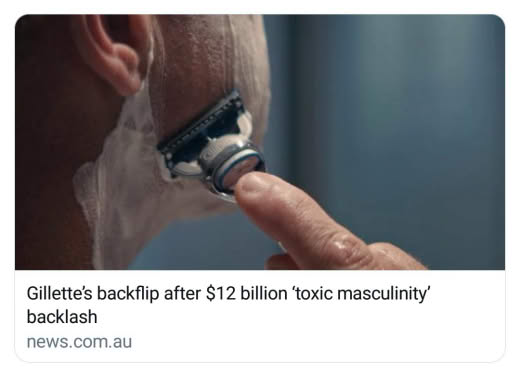 Gillette’s backflip after $12 billion ‘toxic masculinity’
backlash
news.com.au